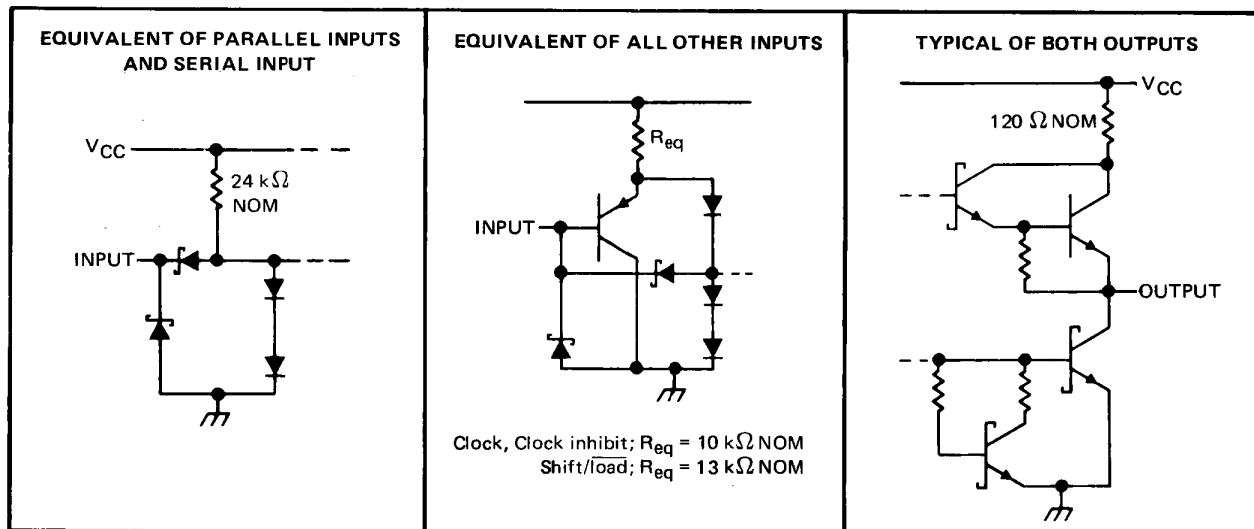 EQUIVALENT OF PARALLEL INPUTS
AND SERIAL INPUT
VCC
24 kΩ
NOM
INPUT
EQUIVALENT OF ALL OTHER INPUTS
Req
INPUT
Clock, Clock inhibit; Req = 10 kΩ NOM
Shift/load; Req = 13 kΩ NOM
TYPICAL OF BOTH OUTPUTS
VCC
120 Ω NOM
OUTPUT